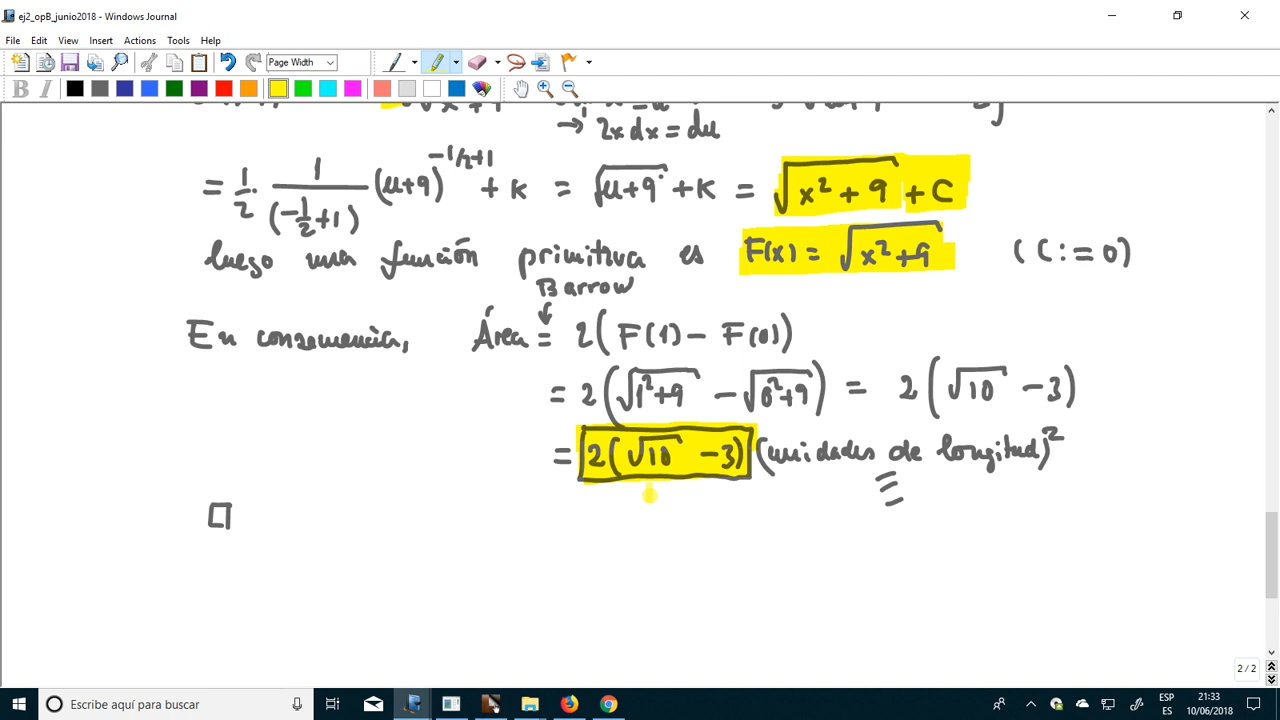 ej2_opB_junio2018 - Windows Journal
File Edit View Insert Actions Tools Help
Page Width
B I
→ 2x dx = du
= 1/2 · 1/(-1/2+1) (u+9)^(-1/2+1) + K = √(u+9) + K = √(x² + 9) + C
luego una función primitiva es F(x) = √(x²+9) (C := 0)
Barrow
En consecuencia, Área = 2(F(1) - F(0))
= 2(√(1²+9) - √(0²+9)) = 2(√10 - 3)
= 2(√10 - 3) (unidades de longitud)²
2 / 2
Escribe aquí para buscar
ESP 21:33
ES 10/06/2018